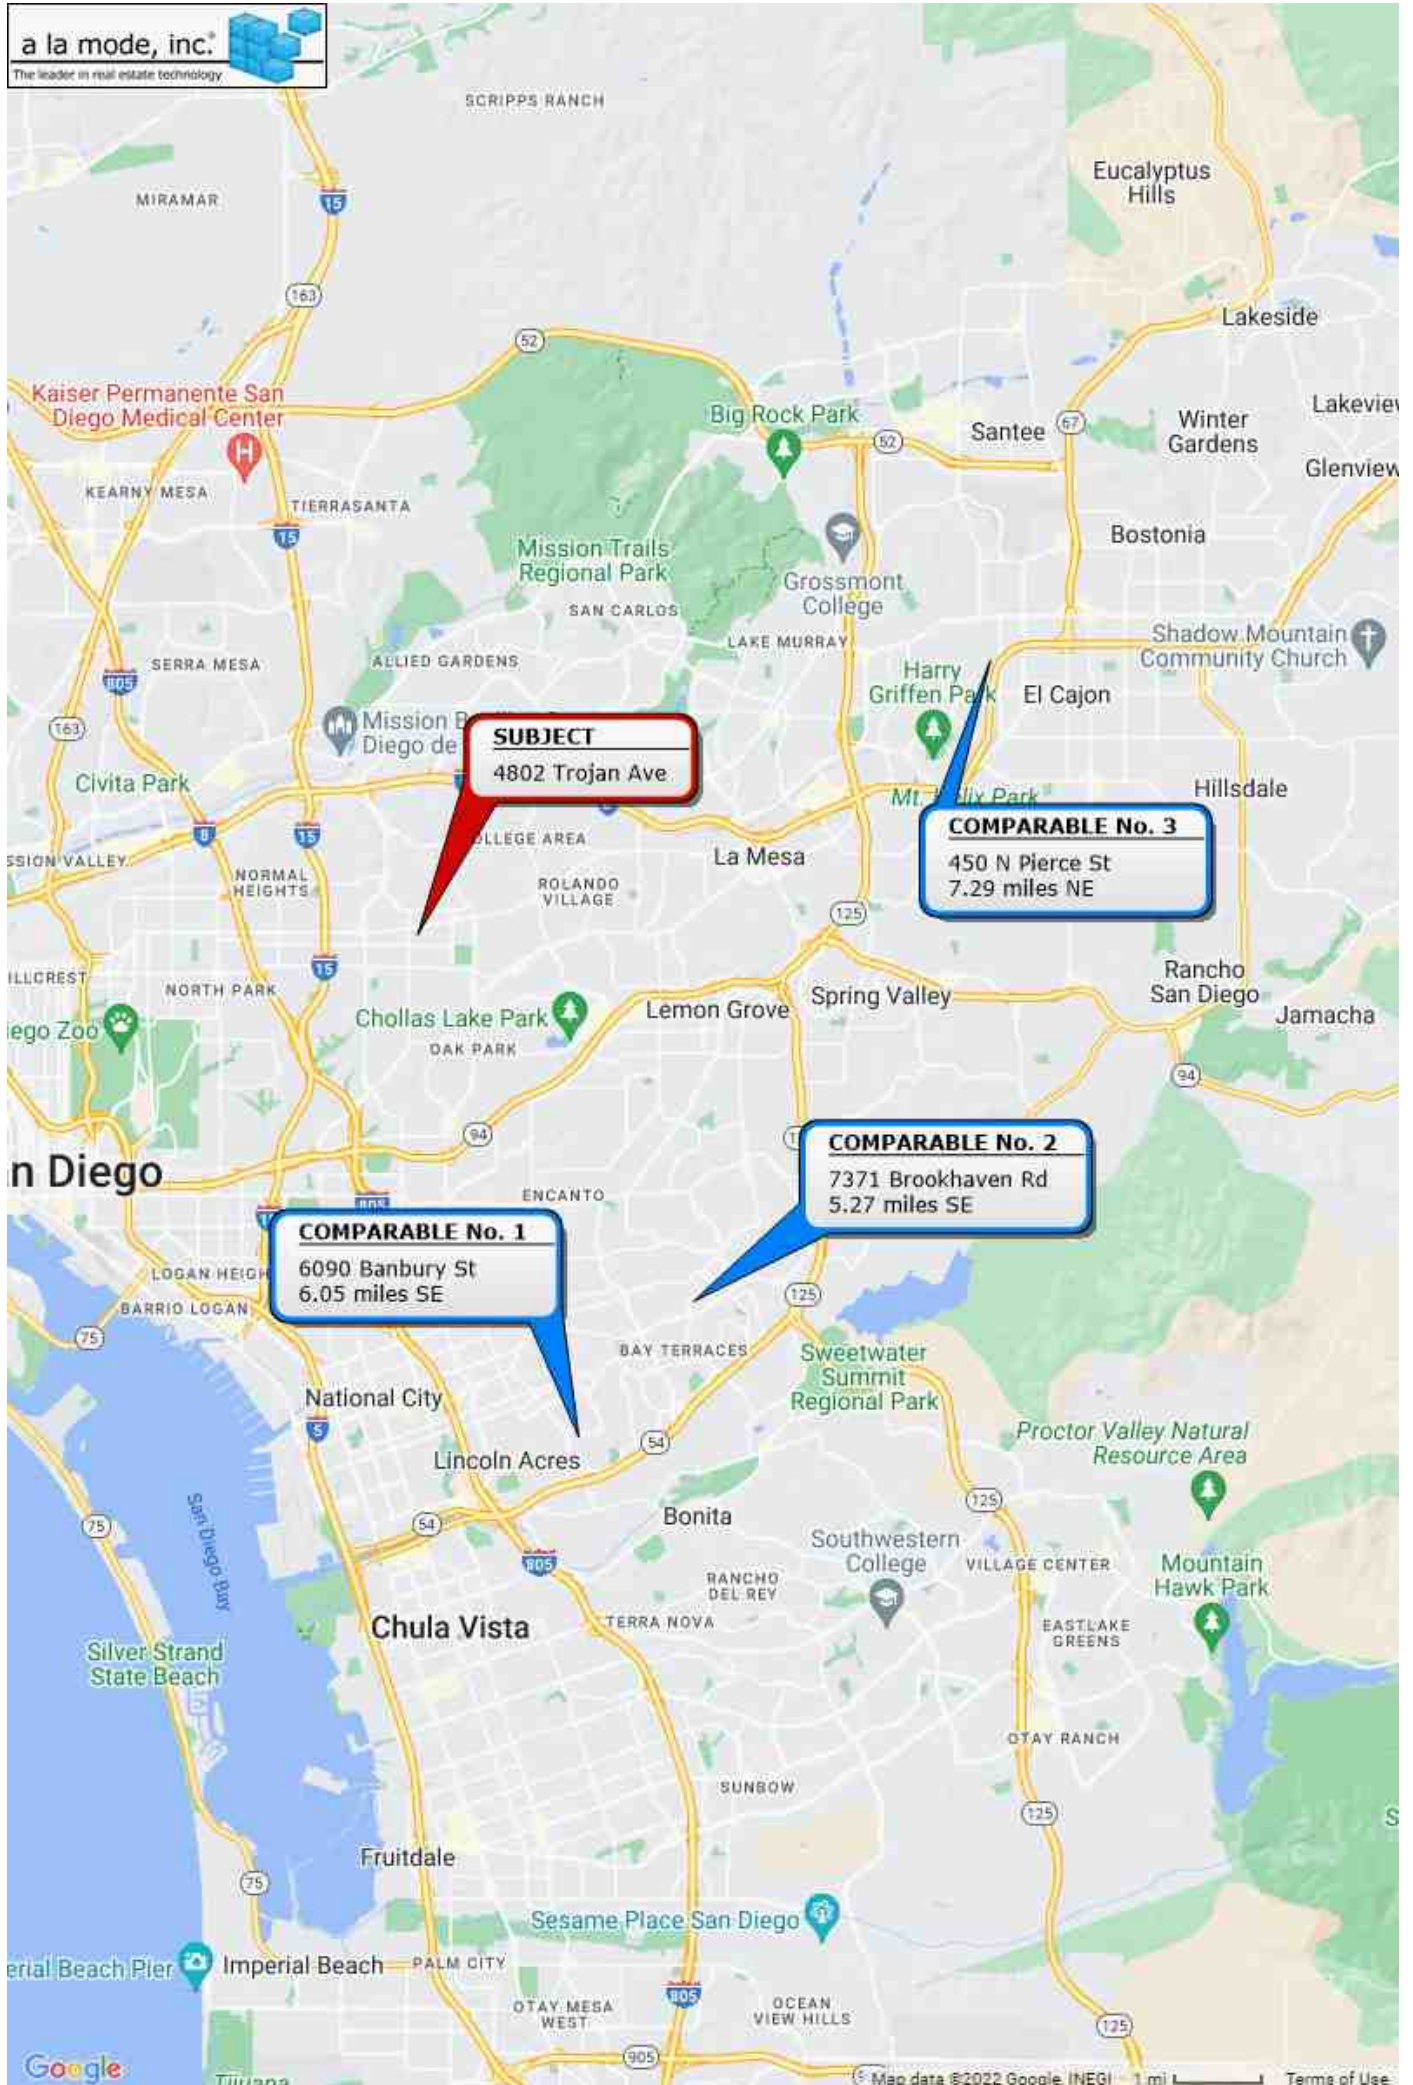 a la mode, inc.®
The leader in real estate technology
SCRIPPS RANCH
Eucalyptus
Hills
MIRAMAR
15
163
Lakeside
52
Kaiser Permanente San
Diego Medical Center
H
Big Rock Park
52
Santee
67
Winter
Gardens
Lakeview
Glenview
KEARNY MESA
TIERRASANTA
15
Bostonia
Mission Trails
Regional Park
Grossmont
College
SAN CARLOS
LAKE MURRAY
Shadow Mountain
Community Church
SERRA MESA
ALLIED GARDENS
805
Harry
Griffen Park
El Cajon
163
Mission B
Diego de
SUBJECT
4802 Trojan Ave
Civita Park
Mt. Helix Park
Hillsdale
8
15
COLLEGE AREA
COMPARABLE No. 3
450 N Pierce St
7.29 miles NE
SSION VALLEY
La Mesa
NORMAL
HEIGHTS
ROLANDO
VILLAGE
125
ILLCREST
15
NORTH PARK
Rancho
San Diego
Lemon Grove
Spring Valley
Jamacha
iego Zoo
Chollas Lake Park
OAK PARK
94
94
COMPARABLE No. 2
7371 Brookhaven Rd
5.27 miles SE
n Diego
ENCANTO
805
COMPARABLE No. 1
6090 Banbury St
6.05 miles SE
LOGAN HEIGH
BARRIO LOGAN
125
75
BAY TERRACES
Sweetwater
Summit
Regional Park
National City
5
Proctor Valley Natural
Resource Area
Lincoln Acres
54
125
75
San Diego Bay
54
Bonita
Southwestern
College
VILLAGE CENTER
Mountain
Hawk Park
805
RANCHO
DEL REY
Chula Vista
TERRA NOVA
EASTLAKE
GREENS
Silver Strand
State Beach
OTAY RANCH
SUNBOW
125
S
Fruitdale
75
Sesame Place San Diego
erial Beach Pier
Imperial Beach
PALM CITY
805
OTAY MESA
WEST
OCEAN
VIEW HILLS
125
905
Google
Tijuana
Map data ©2022 Google, INEGI
1 mi
Terms of Use